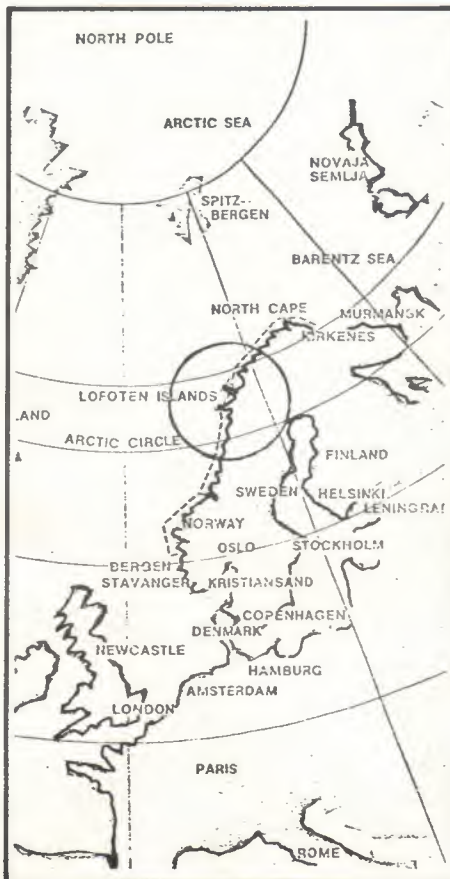 NORTH POLE
ARCTIC SEA
NOVAJA
SEMLJA
SPITZ-
BERGEN
BARENTZ SEA
NORTH CAPE
MURMANSK
KIRKENES
LOFOTEN ISLANDS
LAND
ARCTIC CIRCLE
FINLAND
SWEDEN
HELSINKI
LENINGRAD
NORWAY
OSLO
STOCKHOLM
BERGEN
STAVANGER
KRISTIANSAND
COPENHAGEN
DENMARK
NEWCASTLE
HAMBURG
AMSTERDAM
LONDON
PARIS
ROME